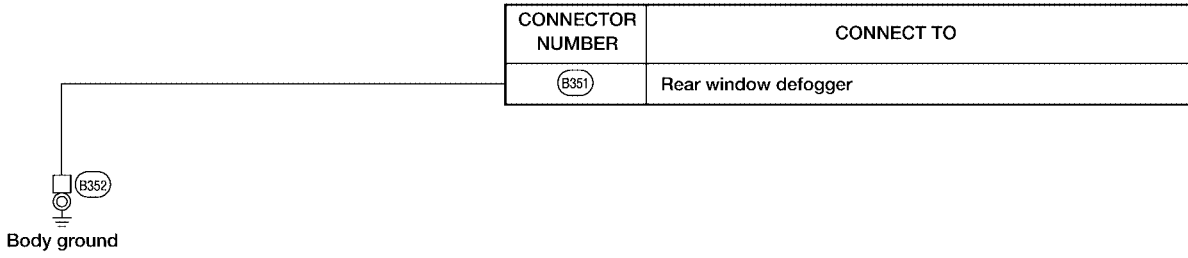 CONNECTOR NUMBER
CONNECT TO
B351
Rear window defogger
B352
Body ground